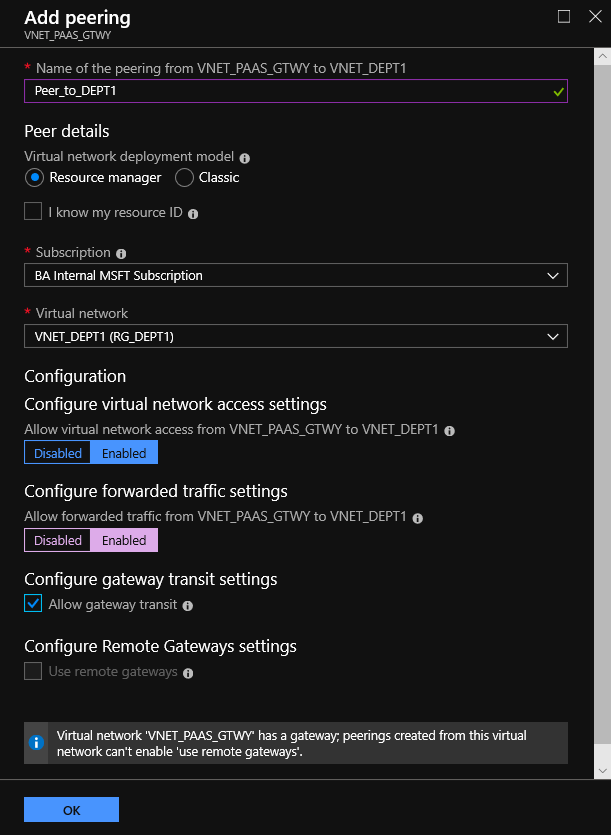 Add peering
VNET_PAAS_GTWY
* Name of the peering from VNET_PAAS_GTWY to VNET_DEPT1
Peer_to_DEPT1
Peer details
Virtual network deployment model
Resource manager Classic
I know my resource ID
* Subscription
BA Internal MSFT Subscription
* Virtual network
VNET_DEPT1 (RG_DEPT1)
Configuration
Configure virtual network access settings
Allow virtual network access from VNET_PAAS_GTWY to VNET_DEPT1
Disabled Enabled
Configure forwarded traffic settings
Allow forwarded traffic from VNET_PAAS_GTWY to VNET_DEPT1
Disabled Enabled
Configure gateway transit settings
Allow gateway transit
Configure Remote Gateways settings
Use remote gateways
Virtual network 'VNET_PAAS_GTWY' has a gateway; peerings created from this virtual
network can't enable 'use remote gateways'.
OK